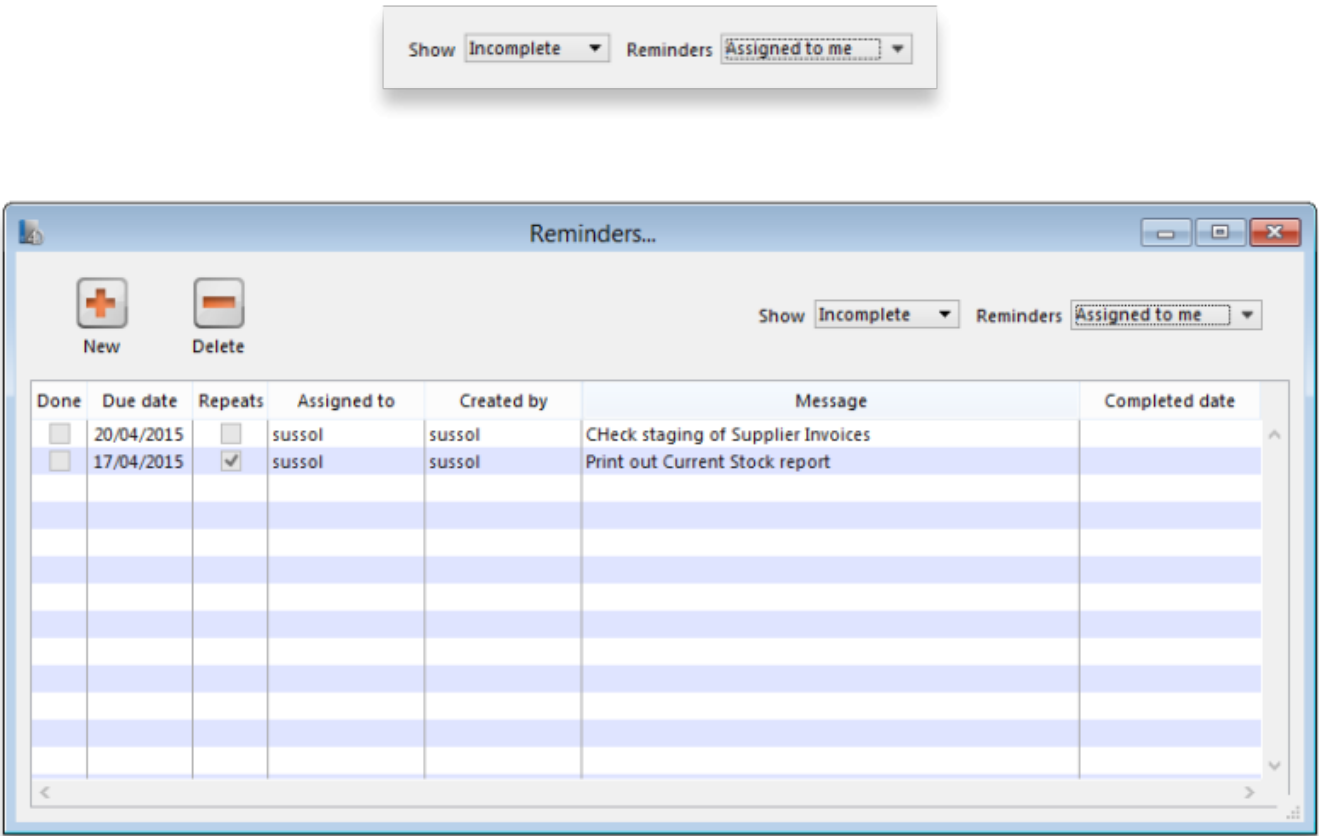 Show Incomplete Reminders Assigned to me
Reminders...
New Delete Show Incomplete Reminders Assigned to me
Done Due date Repeats Assigned to Created by Message Completed date
20/04/2015 sussol sussol CHeck staging of Supplier Invoices
17/04/2015 sussol sussol Print out Current Stock report